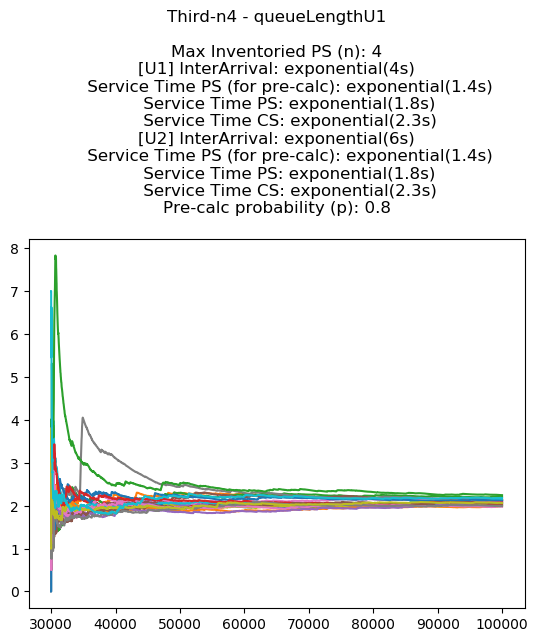 Third-n4 - queueLengthU1
Max Inventoried PS (n): 4
[U1] InterArrival: exponential(4s)
Service Time PS (for pre-calc): exponential(1.4s)
Service Time PS: exponential(1.8s)
Service Time CS: exponential(2.3s)
[U2] InterArrival: exponential(6s)
Service Time PS (for pre-calc): exponential(1.4s)
Service Time PS: exponential(1.8s)
Service Time CS: exponential(2.3s)
Pre-calc probability (p): 0.8
8
7
6
5
4
3
2
1
0
30000 40000 50000 60000 70000 80000 90000 100000